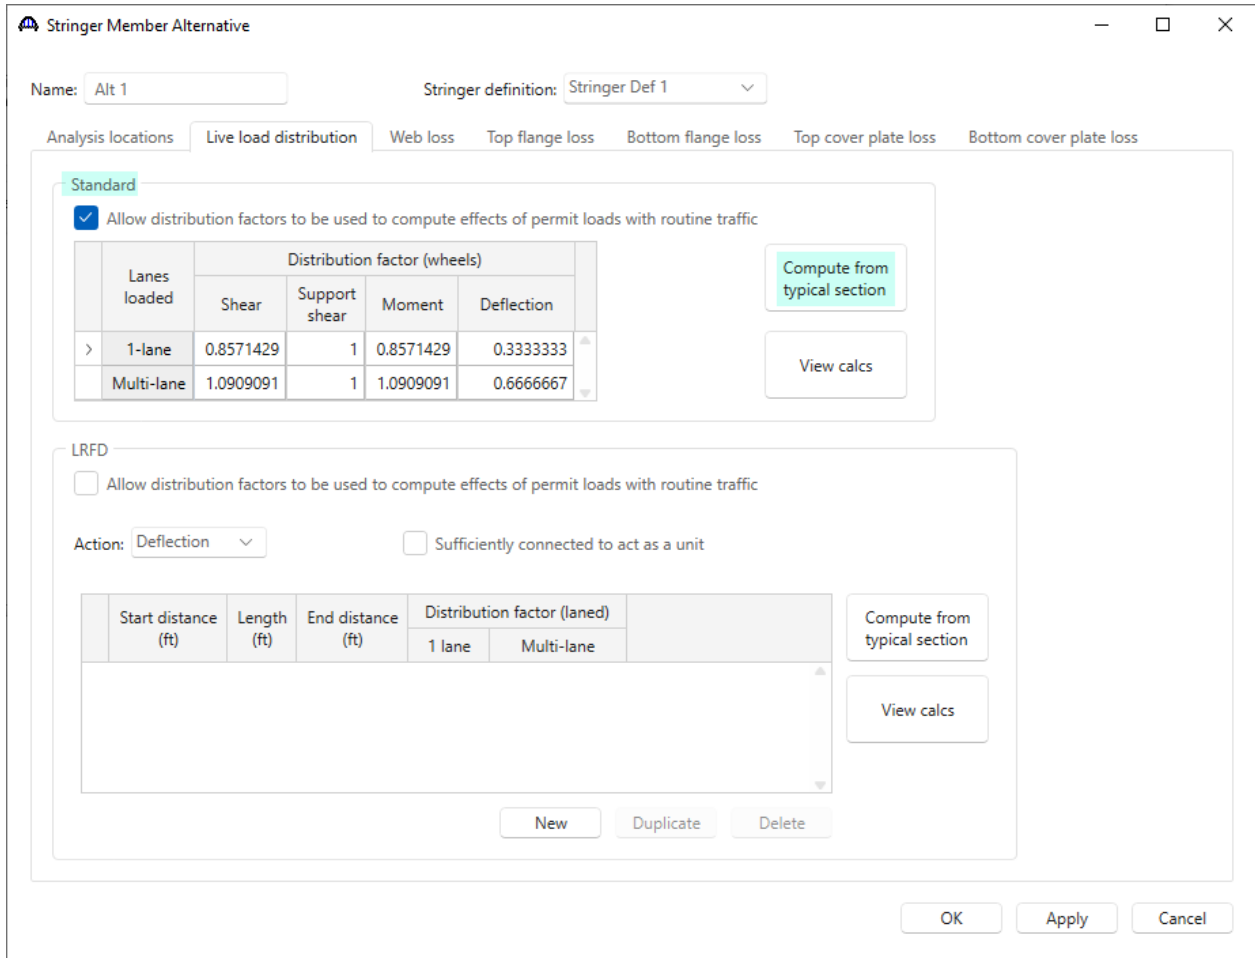 Stringer Member Alternative
Name: Alt 1 Stringer definition: Stringer Def 1
Analysis locations Live load distribution Web loss Top flange loss Bottom flange loss Top cover plate loss Bottom cover plate loss
Standard
Allow distribution factors to be used to compute effects of permit loads with routine traffic
Lanes
loaded
Distribution factor (wheels)
Shear
Support
shear
Moment
Deflection
1-lane 0.8571429 1 0.8571429 0.3333333
Multi-lane 1.0909091 1 1.0909091 0.6666667
Compute from
typical section
View calcs
LRFD
Allow distribution factors to be used to compute effects of permit loads with routine traffic
Action: Deflection Sufficiently connected to act as a unit
Start distance
(ft)
Length
(ft)
End distance
(ft)
Distribution factor (laned)
1 lane Multi-lane
Compute from
typical section
View calcs
New Duplicate Delete
OK Apply Cancel